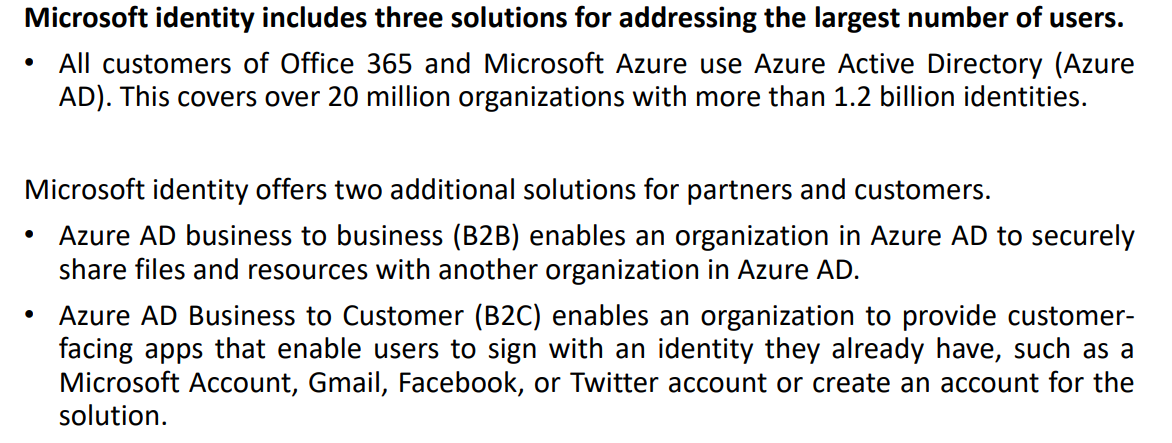 Microsoft identity includes three solutions for addressing the largest number of users.
• All customers of Office 365 and Microsoft Azure use Azure Active Directory (Azure
AD). This covers over 20 million organizations with more than 1.2 billion identities.
Microsoft identity offers two additional solutions for partners and customers.
• Azure AD business to business (B2B) enables an organization in Azure AD to securely
share files and resources with another organization in Azure AD.
• Azure AD Business to Customer (B2C) enables an organization to provide customer-
facing apps that enable users to sign with an identity they already have, such as a
Microsoft Account, Gmail, Facebook, or Twitter account or create an account for the
solution.